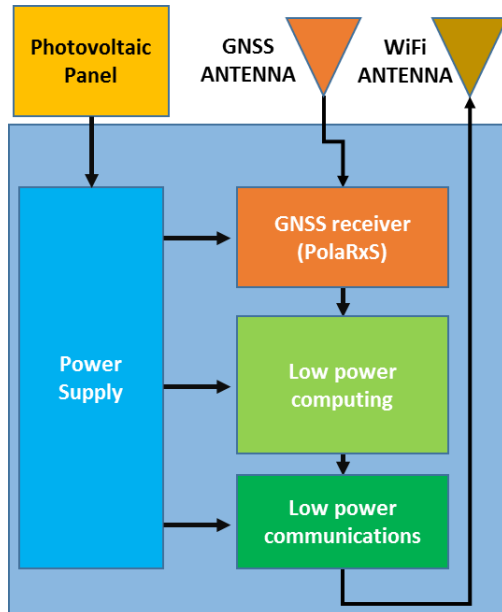 Photovoltaic
Panel
GNSS
ANTENNA
WiFi
ANTENNA
GNSS receiver
(PolaRxS)
Power
Supply
Low power
computing
Low power
communications